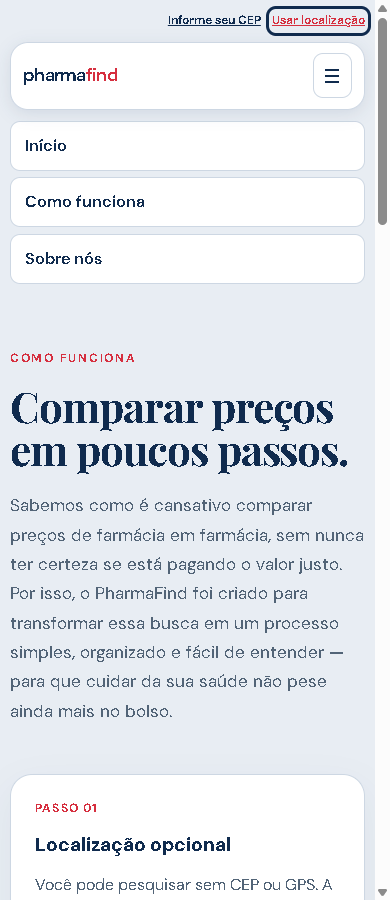 Informe seu CEP Usar localização
pharmafind
Início
Como funciona
Sobre nós
COMO FUNCIONA
Comparar preços
em poucos passos.
Sabemos como é cansativo comparar
preços de farmácia em farmácia, sem nunca
ter certeza se está pagando o valor justo.
Por isso, o PharmaFind foi criado para
transformar essa busca em um processo
simples, organizado e fácil de entender —
para que cuidar da sua saúde não pese
ainda mais no bolso.
PASSO 01
Localização opcional
Você pode pesquisar sem CEP ou GPS. A